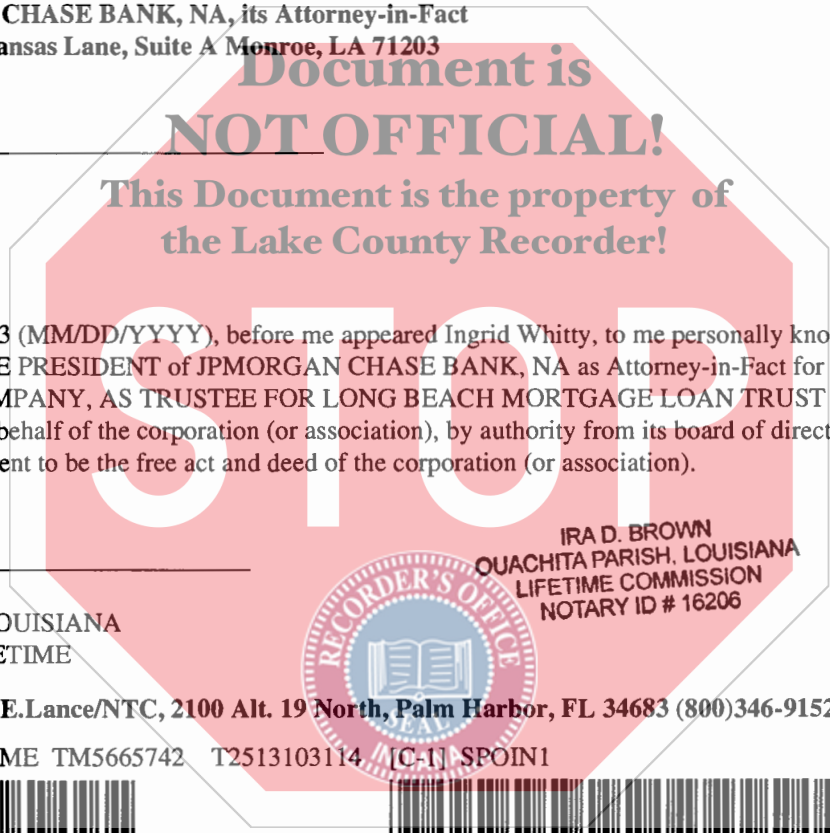 CHASE BANK, NA, its Attorney-in-Fact
ansas Lane, Suite A Monroe, LA 71203
Document is
NOT OFFICIAL!
This Document is the property of
the Lake County Recorder!
STOP
3 (MM/DD/YYYY), before me appeared Ingrid Whitty, to me personally kno
E PRESIDENT of JPMORGAN CHASE BANK, NA as Attorney-in-Fact for
MPANY, AS TRUSTEE FOR LONG BEACH MORTGAGE LOAN TRUST
behalf of the corporation (or association), by authority from its board of direct
ent to be the free act and deed of the corporation (or association).
IRA D. BROWN
OUACHITA PARISH, LOUISIANA
LIFETIME COMMISSION
NOTARY ID # 16206
RECORDER'S OFFICE
SEAL
INDIANA
OUISIANA
ETIME
E.Lance/NTC, 2100 Alt. 19 North, Palm Harbor, FL 34683 (800)346-9152
ME TM5665742 T2513103114 [C-1] SPOIN1